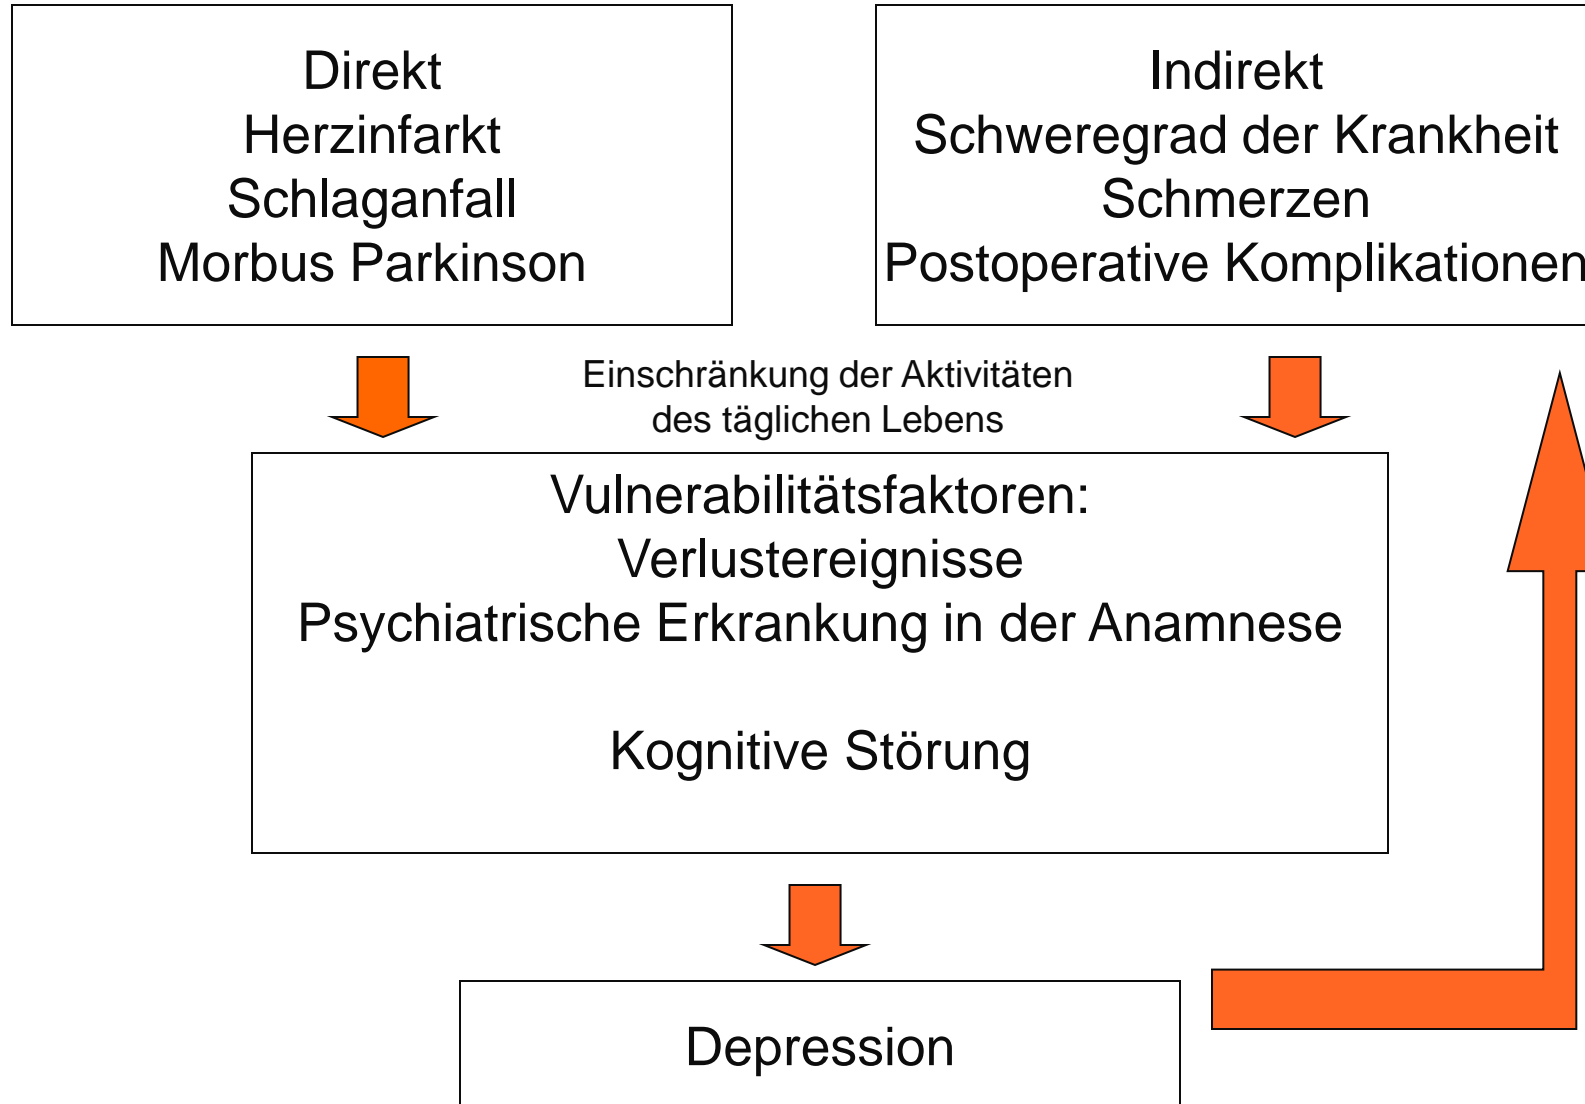 Direkt
Herzinfarkt
Schlaganfall
Morbus Parkinson
Indirekt
Schweregrad der Krankheit
Schmerzen
Postoperative Komplikationen
Einschränkung der Aktivitäten
des täglichen Lebens
Vulnerabilitätsfaktoren:
Verlustereignisse
Psychiatrische Erkrankung in der Anamnese
Kognitive Störung
Depression